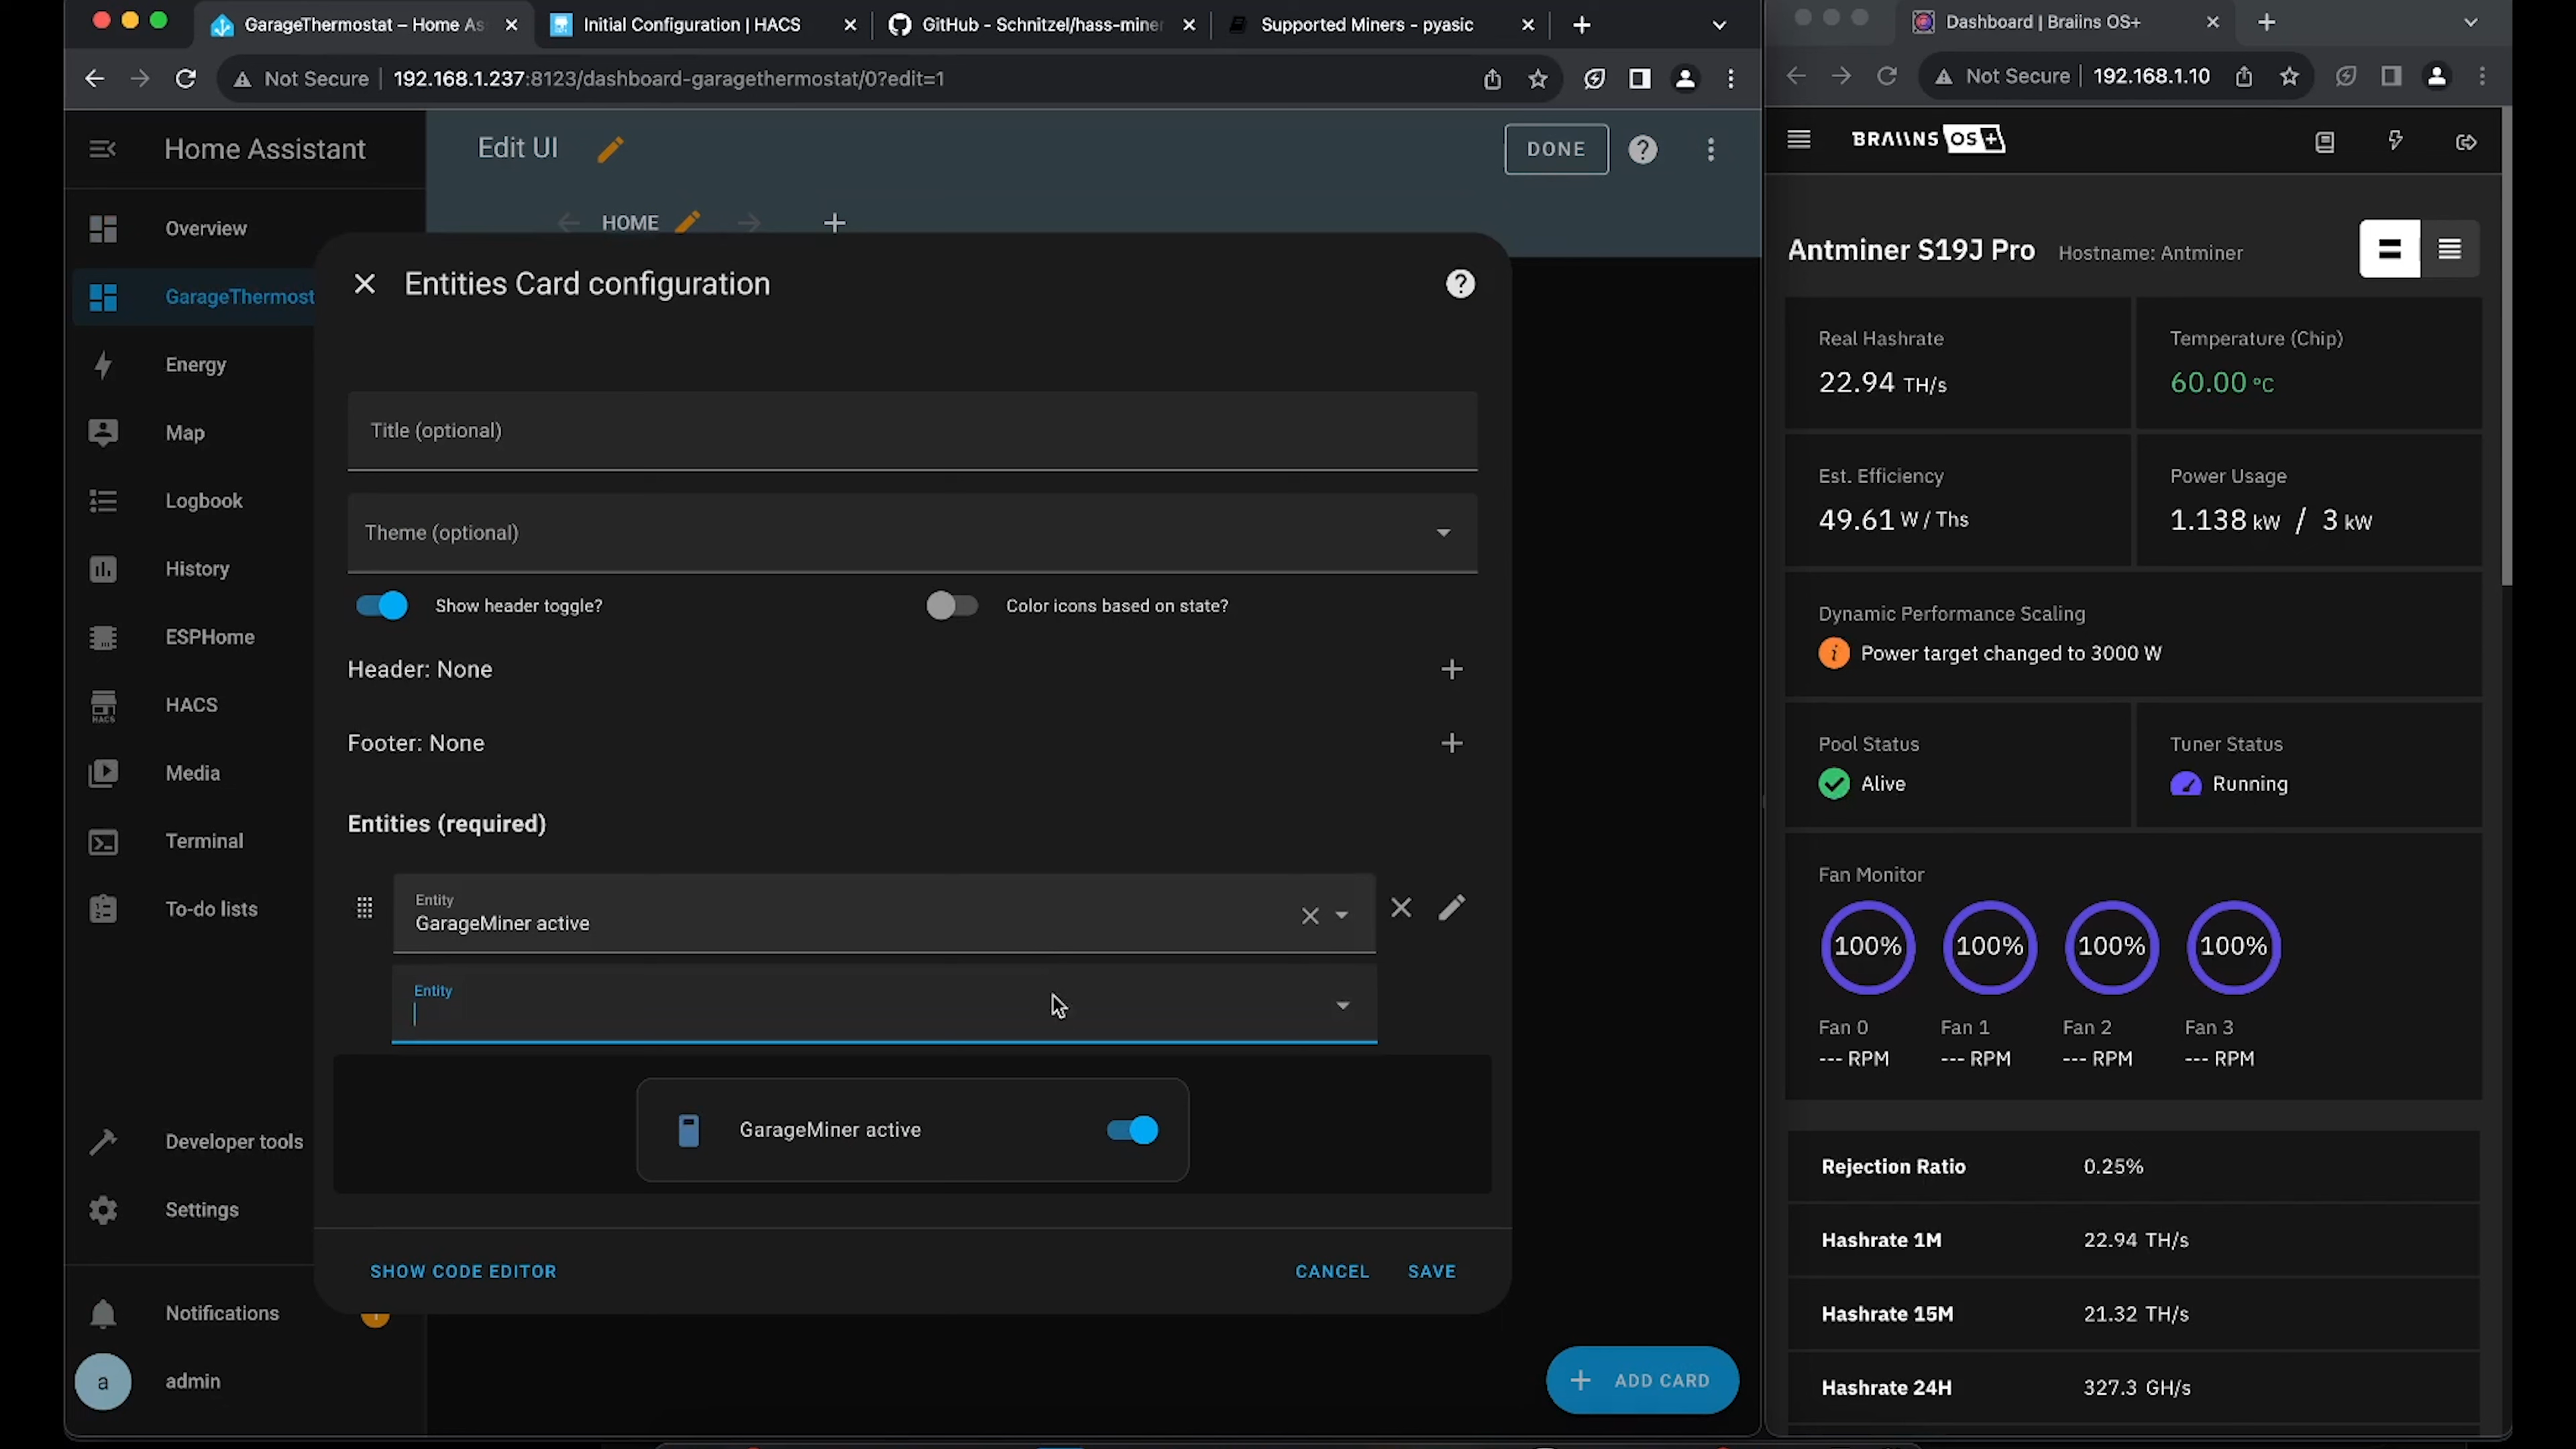 GarageThermostat – Home As
Initial Configuration | HACS
GitHub - Schnitzel/hass-miner
Supported Miners - pyasic
Not Secure
192.168.1.237:8123/dashboard-garagethermostat/0?edit=1
Home Assistant
Edit UI
DONE
HOME
Overview
GarageThermost
Energy
Map
Logbook
History
ESPHome
HACS
HACS
Media
Terminal
To-do lists
Developer tools
Settings
Notifications
a
admin
Entities Card configuration
Title (optional)
Theme (optional)
Show header toggle?
Color icons based on state?
Header: None
Footer: None
Entities (required)
Entity
GarageMiner active
Entity
GarageMiner active
SHOW CODE EDITOR
CANCEL
SAVE
ADD CARD
Dashboard | Braiins OS+
Not Secure
192.168.1.10
BRAIINS OS+
Antminer S19J Pro
Hostname: Antminer
Real Hashrate
22.94 TH/s
Temperature (Chip)
60.00 °C
Est. Efficiency
49.61 W / Ths
Power Usage
1.138 kW / 3 kW
Dynamic Performance Scaling
Power target changed to 3000 W
Pool Status
Alive
Tuner Status
Running
Fan Monitor
100% 100% 100% 100%
Fan 0 Fan 1 Fan 2 Fan 3
--- RPM --- RPM --- RPM --- RPM
Rejection Ratio 0.25%
Hashrate 1M 22.94 TH/s
Hashrate 15M 21.32 TH/s
Hashrate 24H 327.3 GH/s